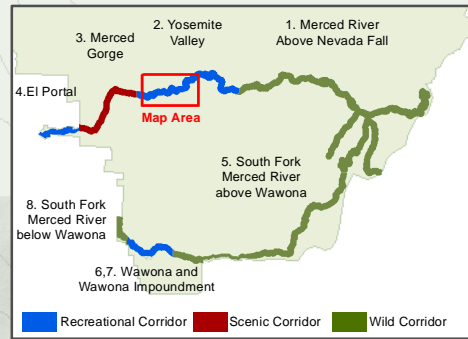 1. Merced River
Above Nevada Fall
2. Yosemite
Valley
3. Merced
Gorge
4.El Portal
Map Area
5. South Fork
Merced River
above Wawona
8. South Fork
Merced River
below Wawona
6,7. Wawona and
Wawona Impoundment
Recreational Corridor
Scenic Corridor
Wild Corridor